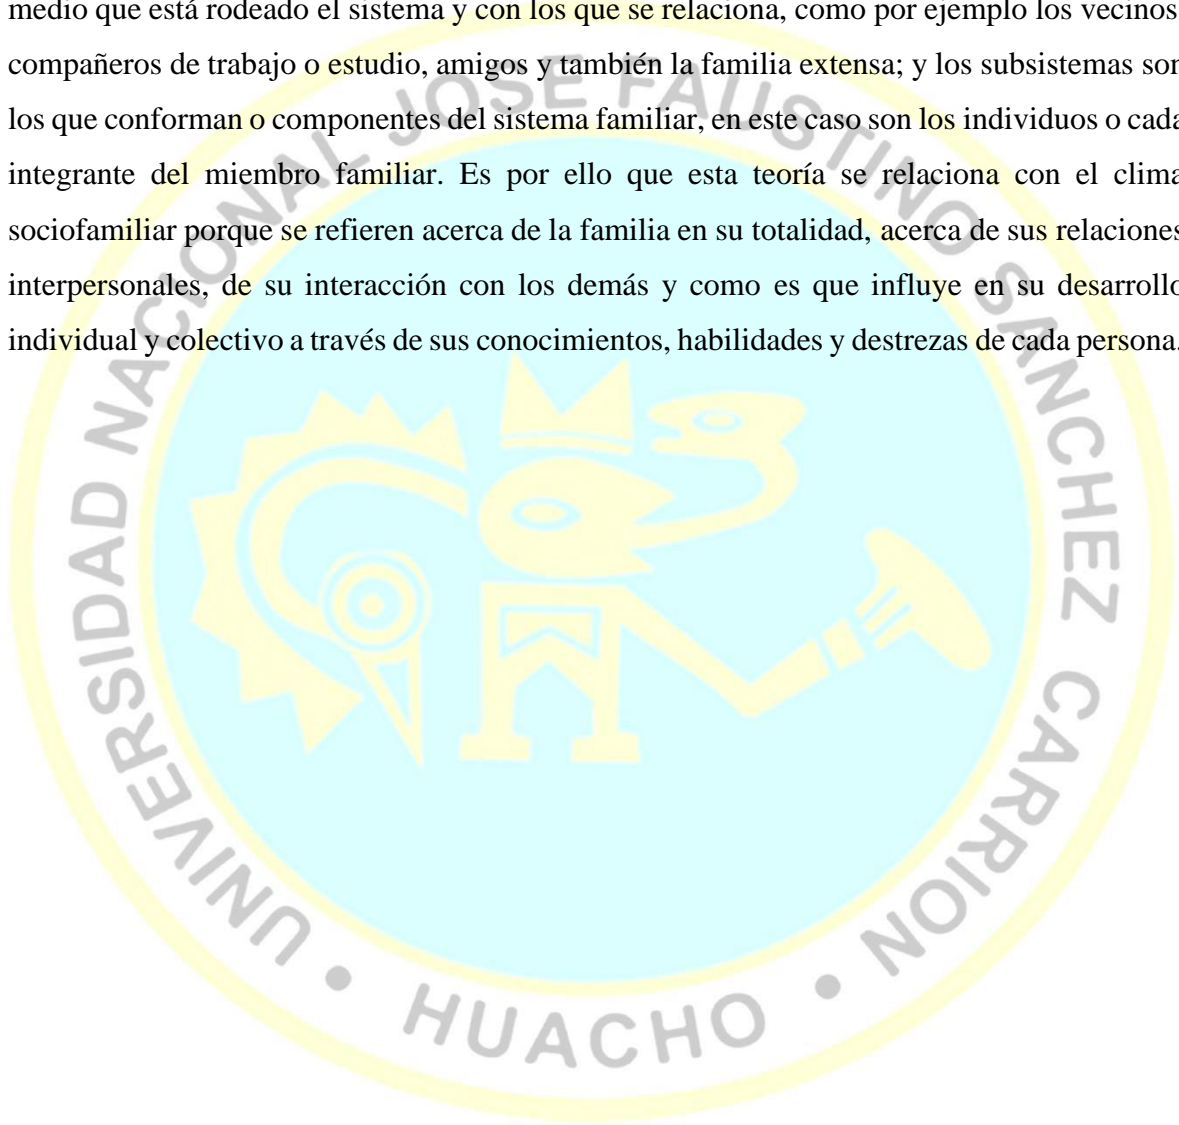 medio que está rodeado el sistema y con los que se relaciona, como por ejemplo los vecinos
compañeros de trabajo o estudio, amigos y también la familia extensa; y los subsistemas son
los que conforman o componentes del sistema familiar, en este caso son los individuos o cada
integrante del miembro familiar. Es por ello que esta teoría se relaciona con el clima
sociofamiliar porque se refieren acerca de la familia en su totalidad, acerca de sus relaciones
interpersonales, de su interacción con los demás y como es que influye en su desarrollo
individual y colectivo a través de sus conocimientos, habilidades y destrezas de cada persona.
UNIVERSIDAD NACIONAL JOSE FAUSTINO SANCHEZ CARRION
• HUACHO •